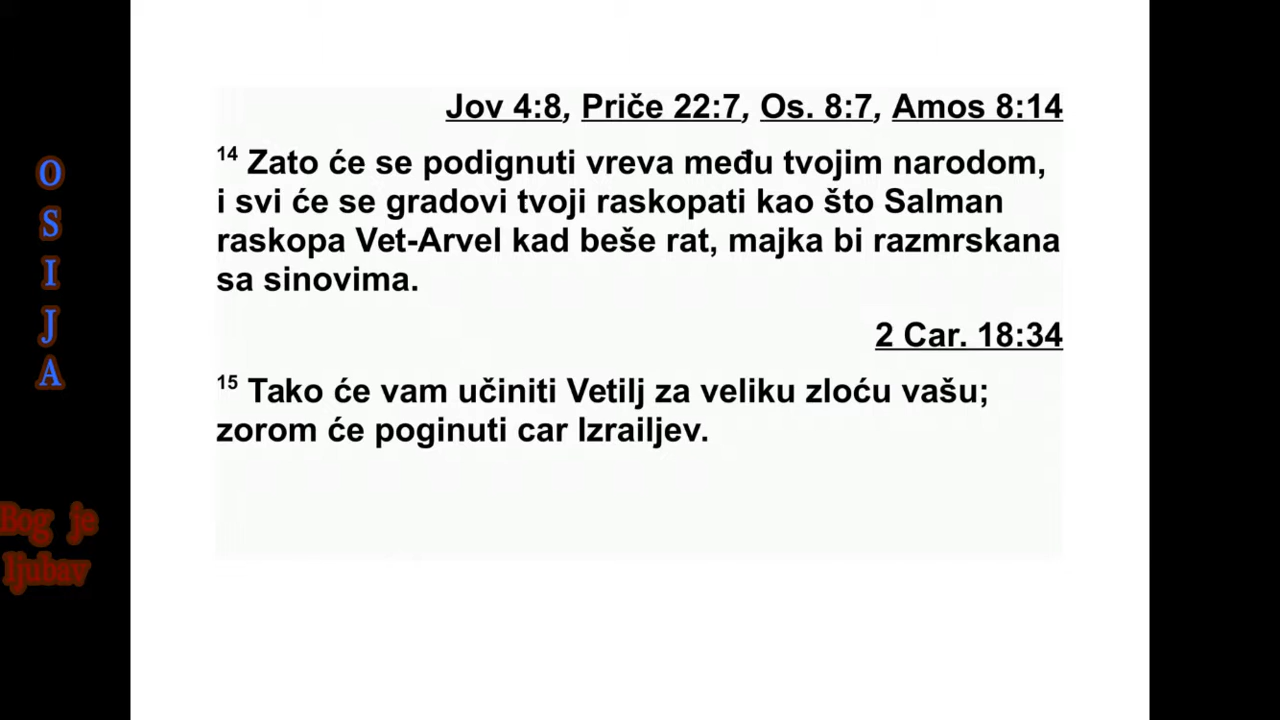 Jov 4:8, Priče 22:7, Os. 8:7, Amos 8:14
14 Zato će se podignuti vreva među tvojim narodom,
i svi će se gradovi tvoji raskopati kao što Salman
raskopa Vet-Arvel kad beše rat, majka bi razmrskana
sa sinovima.
2 Car. 18:34
15 Tako će vam učiniti Vetilj za veliku zloću vašu;
zorom će poginuti car Izrailjev.
O
S
I
J
A
Bog je
ljubav